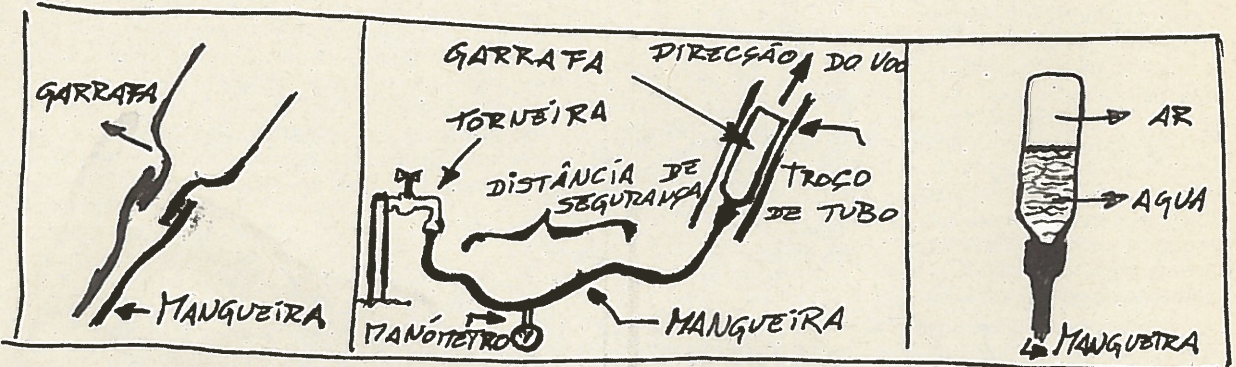 GARRAFA
MANGUEIRA
GARRAFA
DIRECÇÃO DO VOO
TORNEIRA
DISTÂNCIA DE
SEGURANÇA
TROÇO
DE TUBO
MANÓMETRO
MANGUEIRA
AR
AGUA
MANGUEIRA